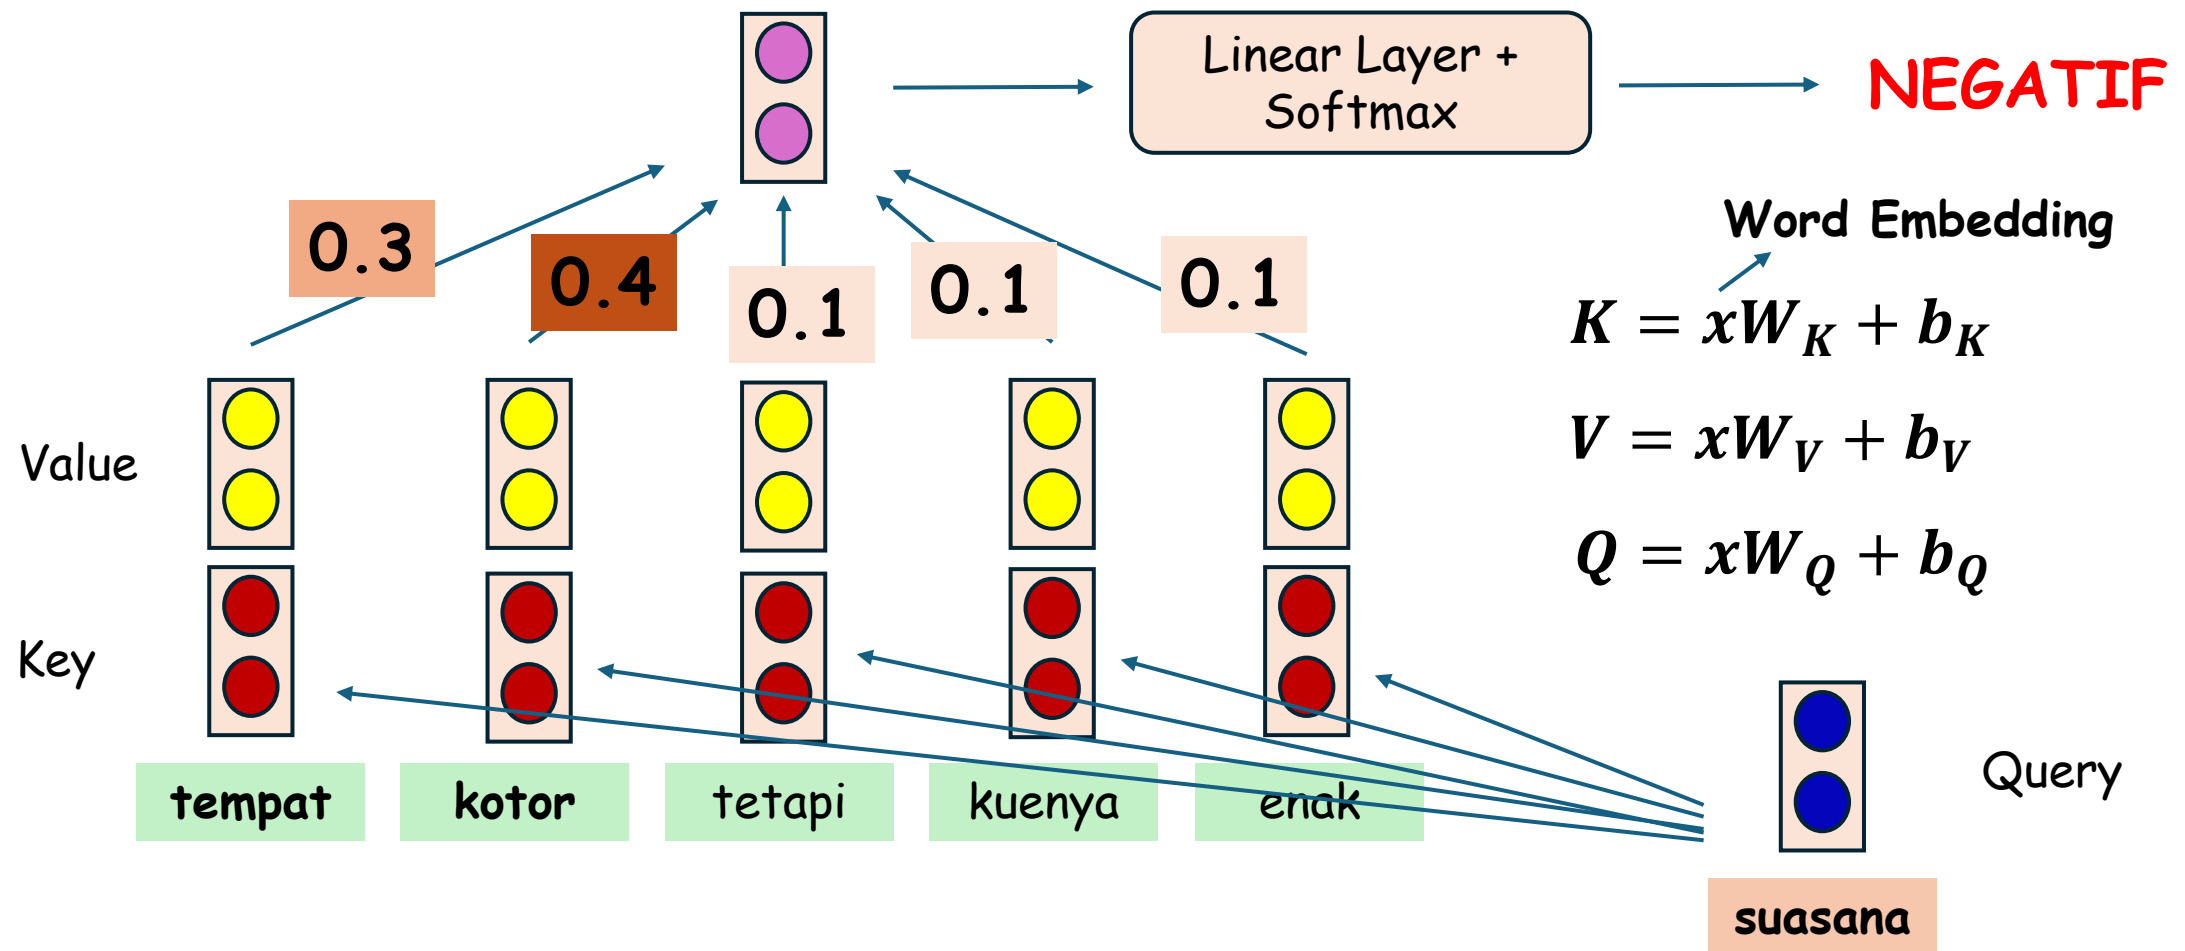 Linear Layer +
Softmax
NEGATIF
Word Embedding
0.3
0.4
0.1
0.1
0.1
K = xW_K + b_K
V = xW_V + b_V
Q = xW_Q + b_Q
Value
Key
tempat
kotor
tetapi
kuenya
enak
Query
suasana